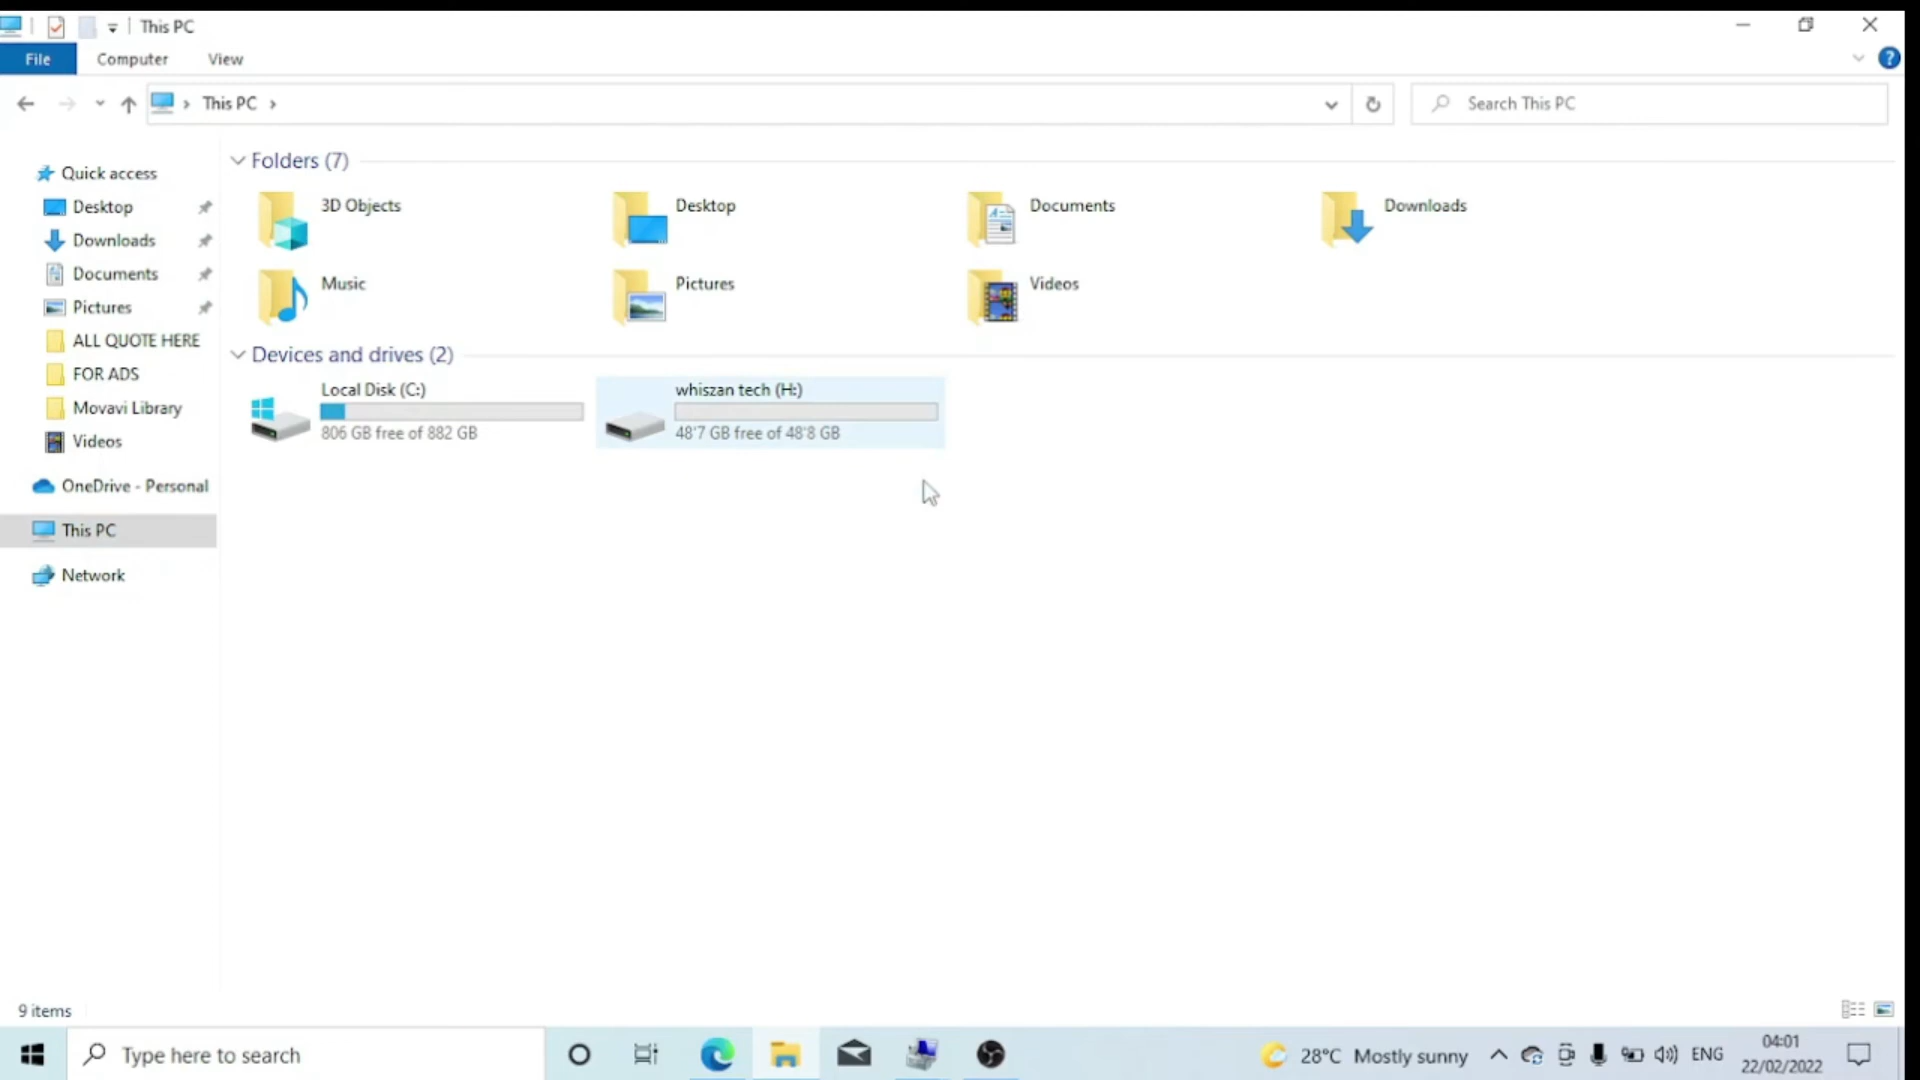 This PC
File Computer View
This PC
Search This PC
Quick access
Desktop
Downloads
Documents
Pictures
ALL QUOTE HERE
FOR ADS
Movavi Library
Videos
OneDrive - Personal
This PC
Network
Folders (7)
3D Objects
Desktop
Documents
Downloads
Music
Pictures
Videos
Devices and drives (2)
Local Disk (C:)
806 GB free of 882 GB
whiszan tech (H:)
48'7 GB free of 48'8 GB
9 items
Type here to search
28°C Mostly sunny
ENG
04:01
22/02/2022